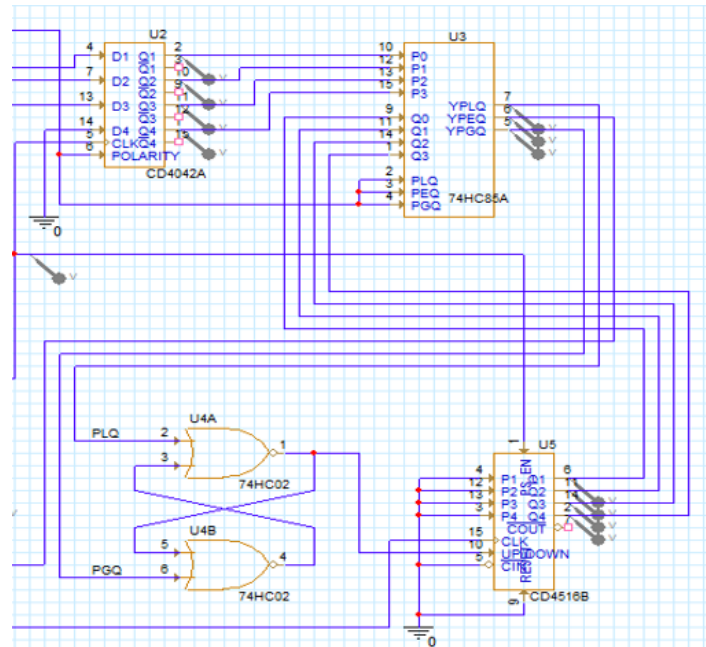 U2
4 D1 Q1 2
Q1 3
7 D2 Q2 10
Q2 9
13 D3 Q3 11
Q3 12
14 D4 Q4
5 CLK Q4 15
6 POLARITY
CD4042A
0
U3
10 P0
12 P1
13 P2
15 P3
YPLQ 7
YPEQ 6
YPGQ 5
9 Q0
11 Q1
14 Q2
1 Q3
2 PLQ
3 PEQ
4 PGQ
74HC85A
V
V
V
V
V
V
V
V
U4A
PLQ 2
3
1
74HC02
U4B
5
PGQ 6
4
74HC02
U5
1
PS_EN
4 P1 Q1 6
12 P2 Q2 11
13 P3 Q3 14
3 P4 Q4 2
COUT 7
15 CLK
10 UP/DOWN
5 CIN
RESET
9
CD4516B
V
V
V
V
0